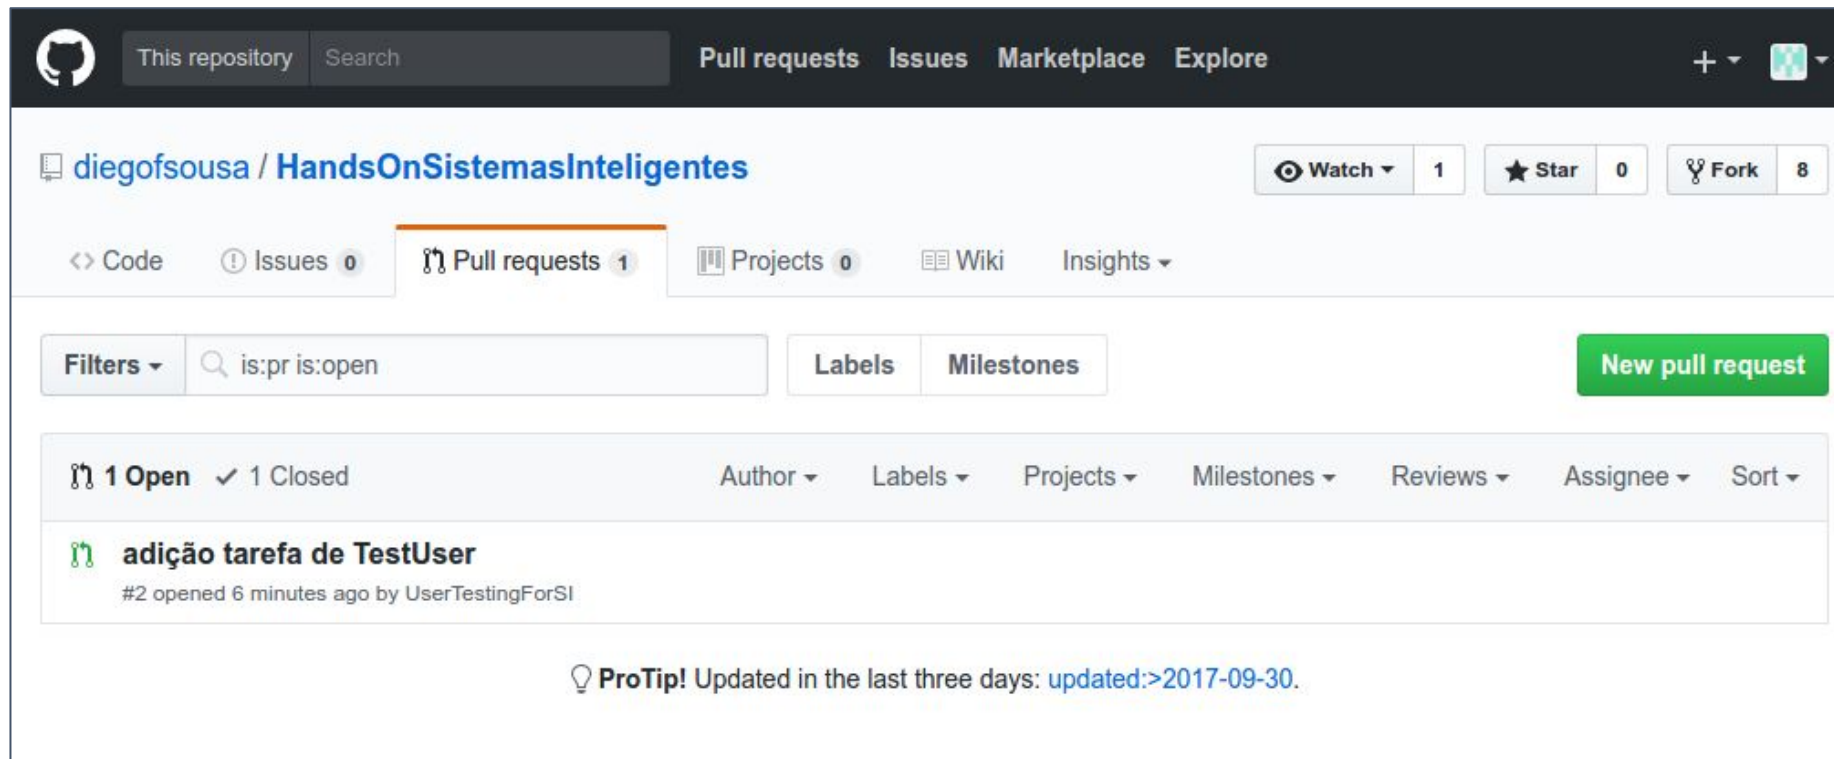 This repository Search Pull requests Issues Marketplace Explore
diegofsousa / HandsOnSistemasInteligentes Watch 1 Star 0 Fork 8
Code Issues 0 Pull requests 1 Projects 0 Wiki Insights
Filters is:pr is:open Labels Milestones New pull request
1 Open 1 Closed Author Labels Projects Milestones Reviews Assignee Sort
adição tarefa de TestUser
#2 opened 6 minutes ago by UserTestingForSI
ProTip! Updated in the last three days: updated:>2017-09-30.